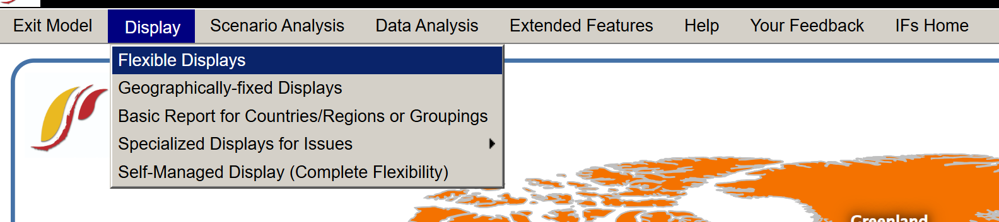 Exit Model Display Scenario Analysis Data Analysis Extended Features Help Your Feedback IFs Home
Flexible Displays
Geographically-fixed Displays
Basic Report for Countries/Regions or Groupings
Specialized Displays for Issues
Self-Managed Display (Complete Flexibility)
Greenland